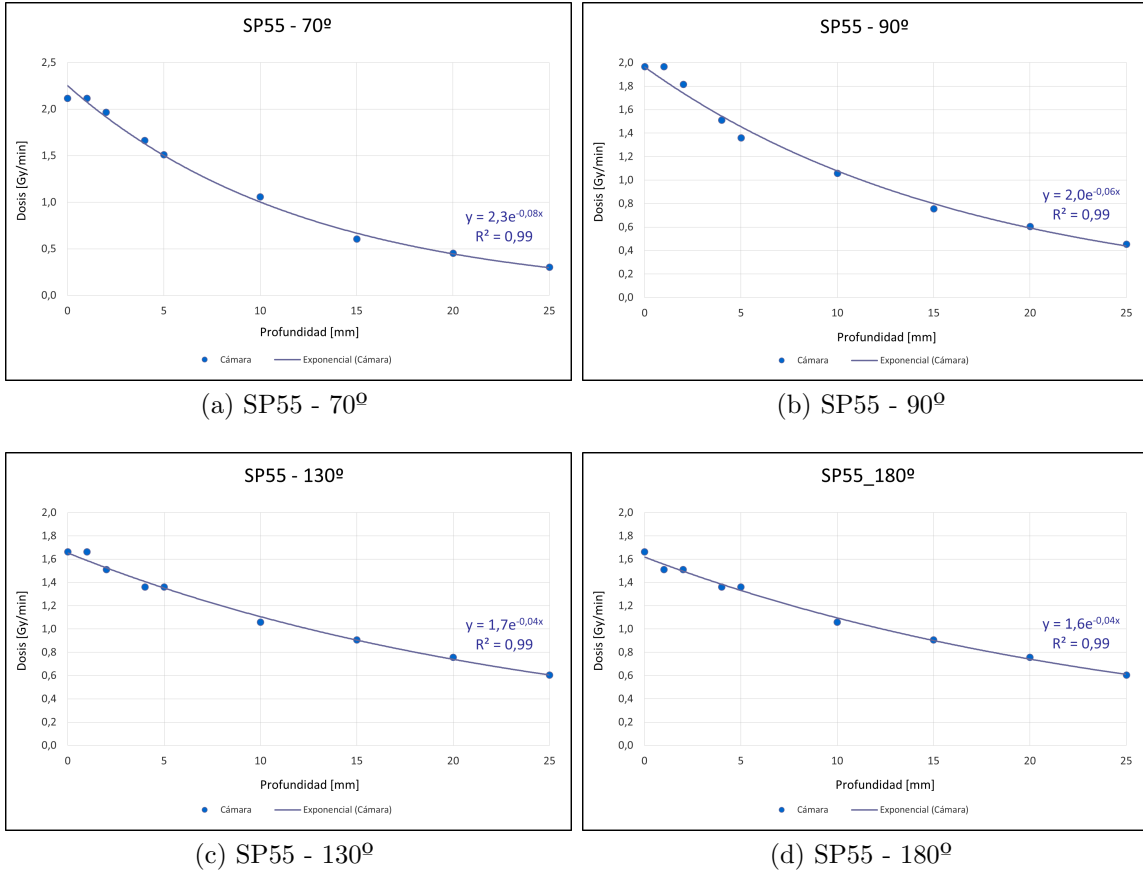 SP55 - 70º
Dosis [Gy/min]
2,5
2,0
1,5
1,0
0,5
0,0
y = 2,3e^-0,08x
R² = 0,99
0 5 10 15 20 25
Profundidad [mm]
Cámara Exponencial (Cámara)
(a) SP55 - 70º
SP55 - 90º
Dosis [Gy/min]
2,0
1,8
1,6
1,4
1,2
1,0
0,8
0,6
0,4
0,2
0,0
y = 2,0e^-0,06x
R² = 0,99
0 5 10 15 20 25
Profundidad [mm]
Cámara Exponencial (Cámara)
(b) SP55 - 90º
SP55 - 130º
Dosis [Gy/min]
2,0
1,8
1,6
1,4
1,2
1,0
0,8
0,6
0,4
0,2
0,0
y = 1,7e^-0,04x
R² = 0,99
0 5 10 15 20 25
Profundidad [mm]
Cámara Exponencial (Cámara)
(c) SP55 - 130º
SP55_180º
Dosis [Gy/min]
2,0
1,8
1,6
1,4
1,2
1,0
0,8
0,6
0,4
0,2
0,0
y = 1,6e^-0,04x
R² = 0,99
0 5 10 15 20 25
Profundidad [mm]
Cámara Exponencial (Cámara)
(d) SP55 - 180º